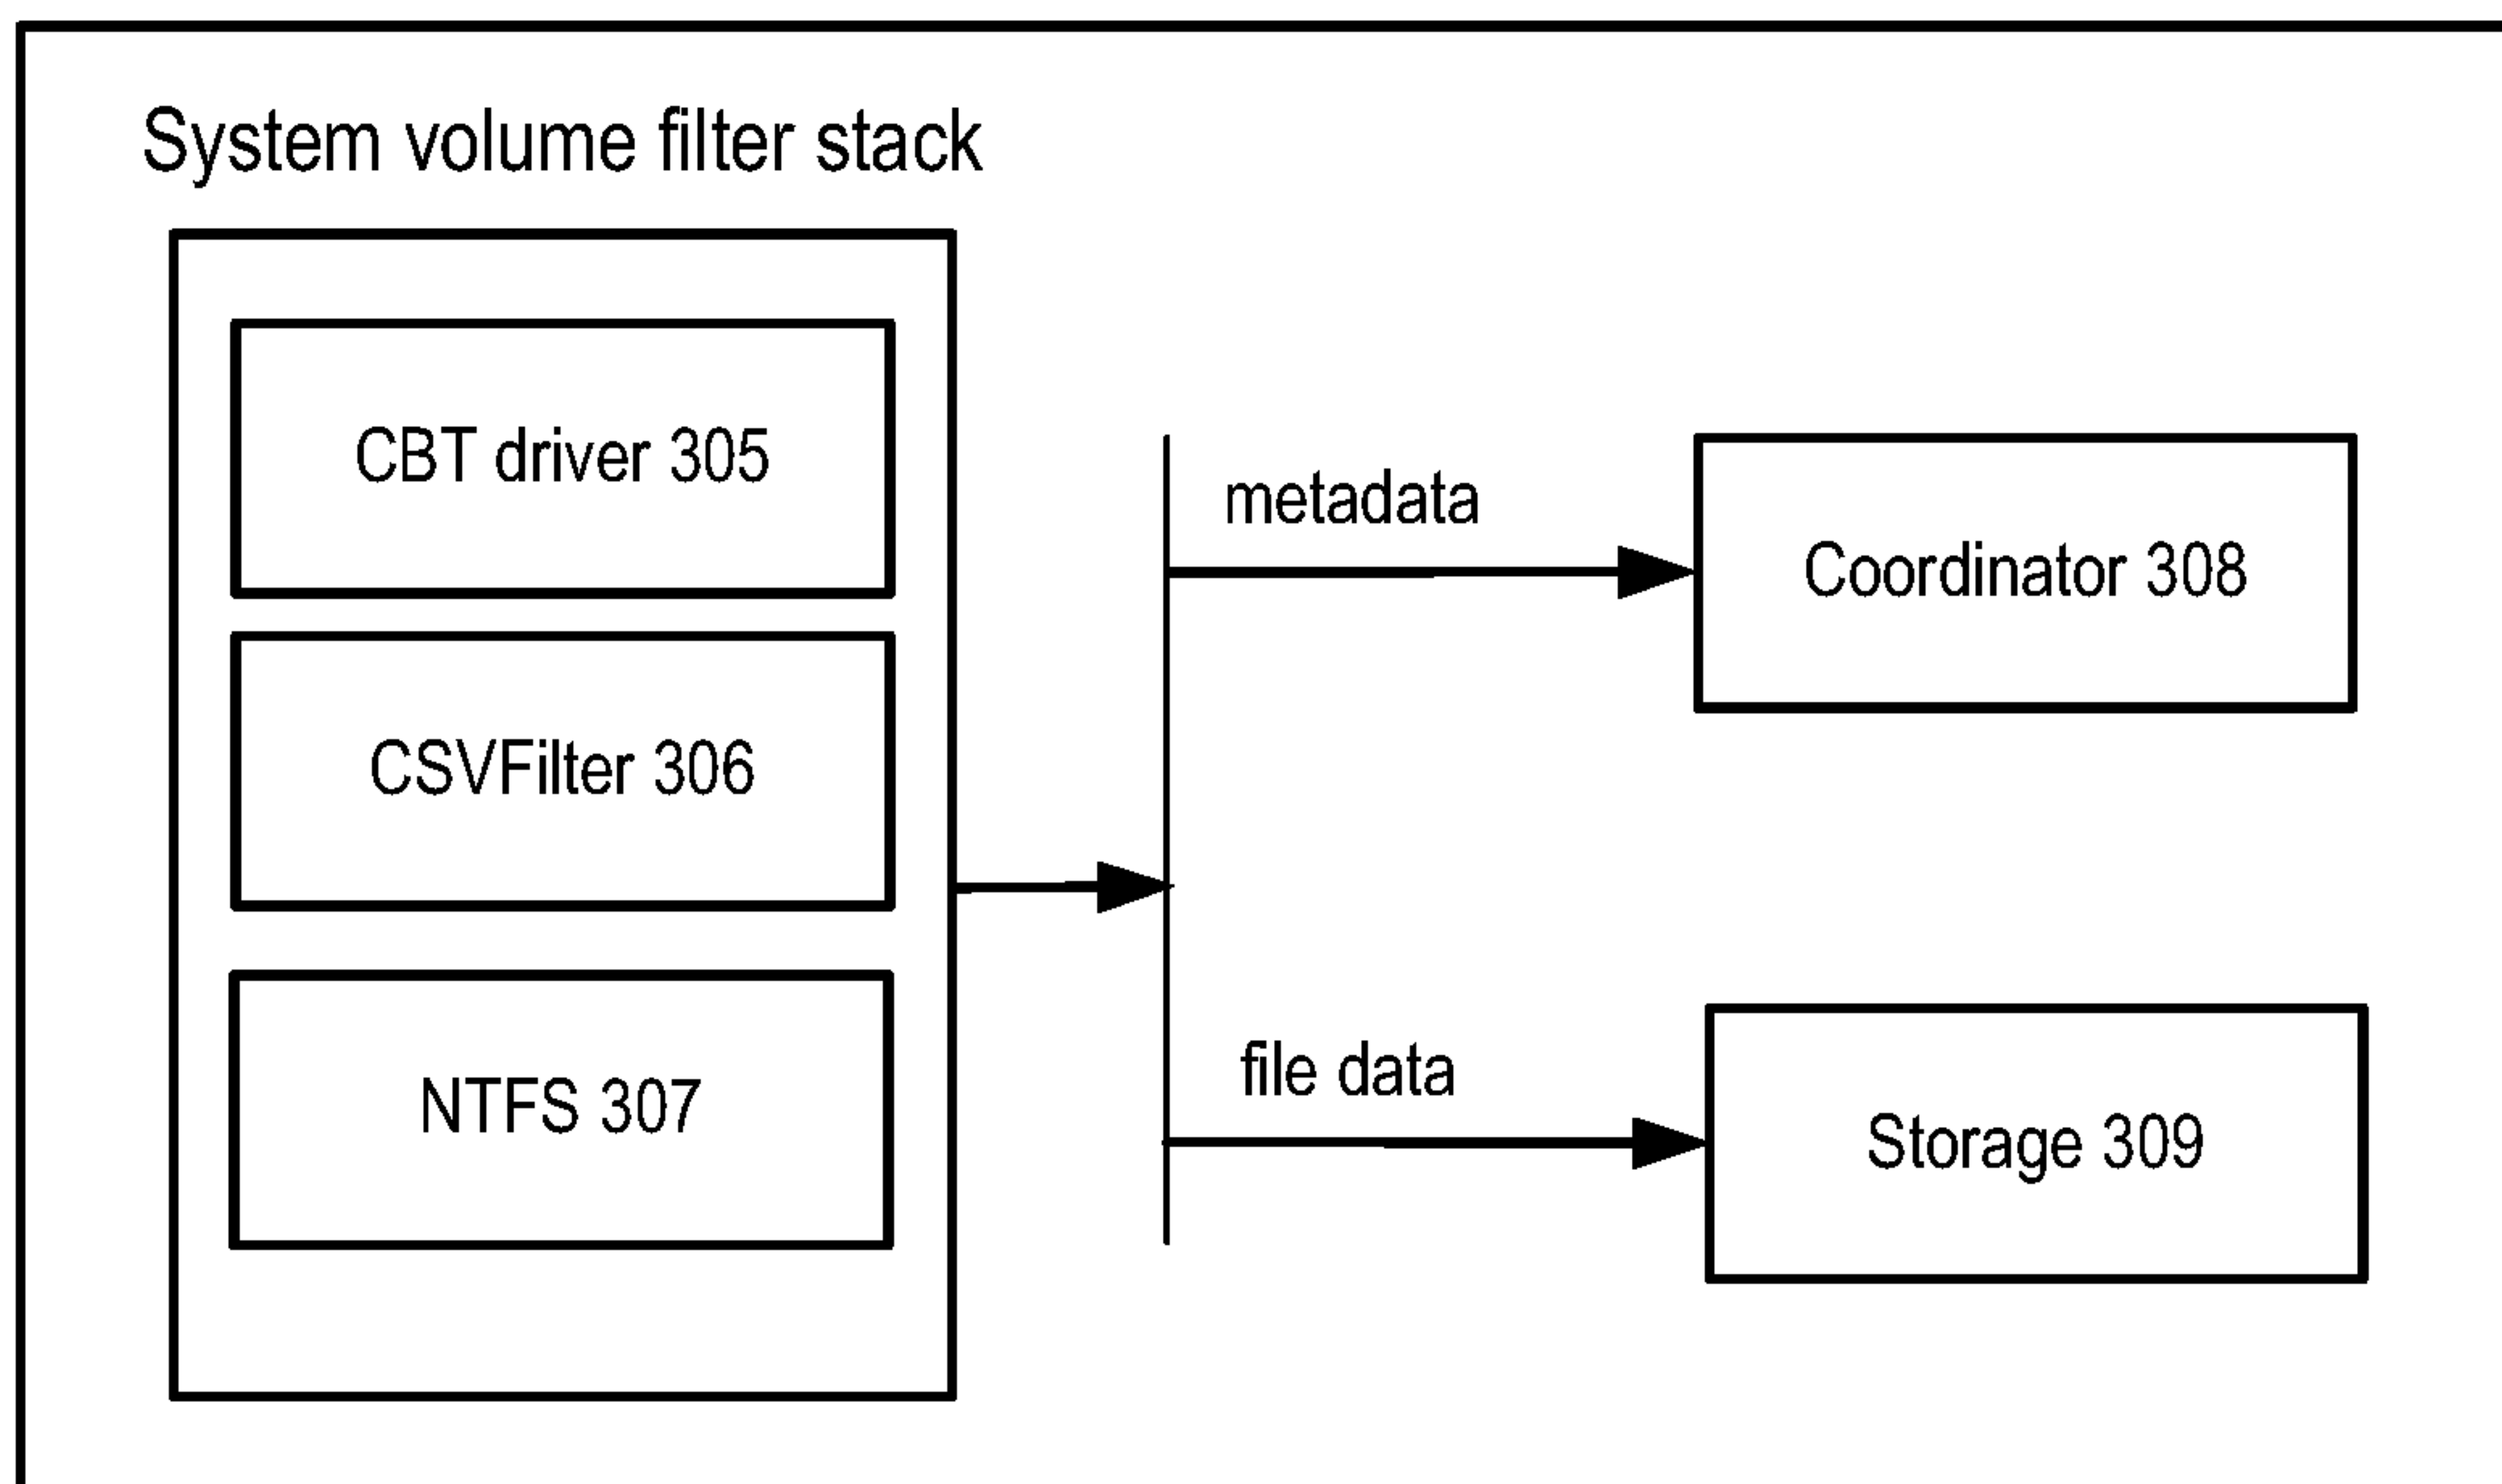 System volume filter stack
CBT driver 305
CSVFilter 306
NTFS 307
metadata
Coordinator 308
file data
Storage 309